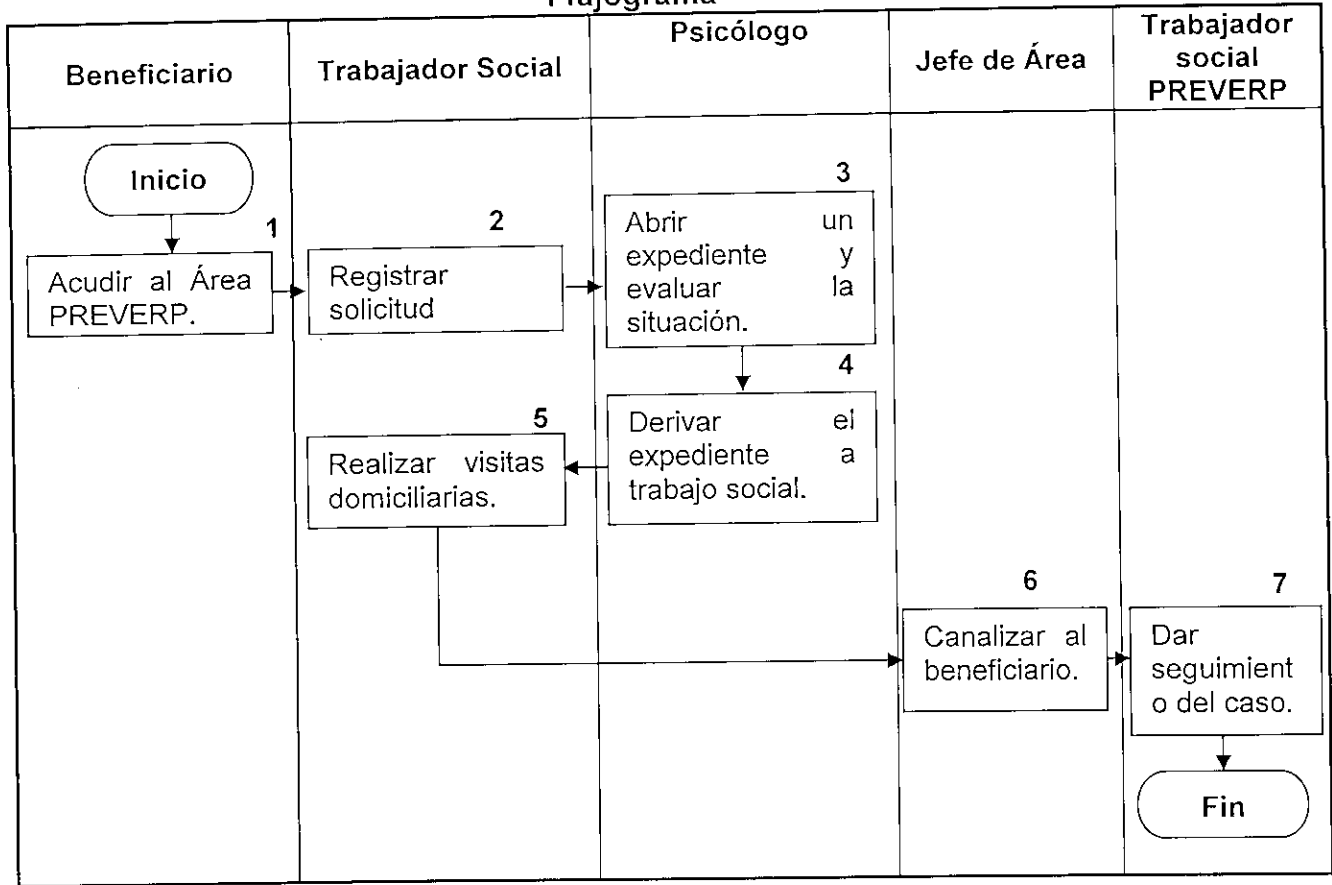 Flujograma
Beneficiario
Trabajador Social
Psicólogo
Jefe de Área
Trabajador
social
PREVERP
Inicio
1
Acudir al Área
PREVERP.
2
Registrar
solicitud
3
Abrir un
expediente y
evaluar la
situación.
4
Derivar el
expediente a
trabajo social.
5
Realizar visitas
domiciliarias.
6
Canalizar al
beneficiario.
7
Dar
seguimient
o del caso.
Fin